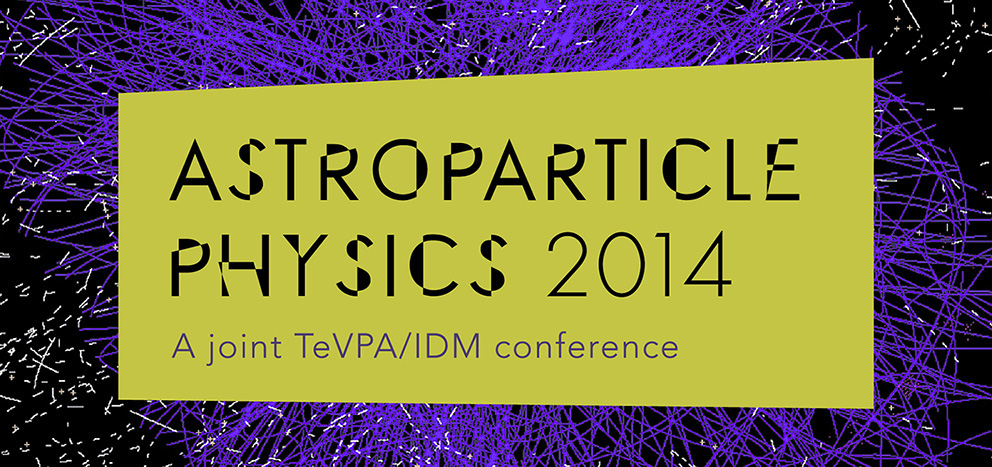 ASTROPARTICLE
PHYSICS 2014
A joint TeVPA/IDM conference